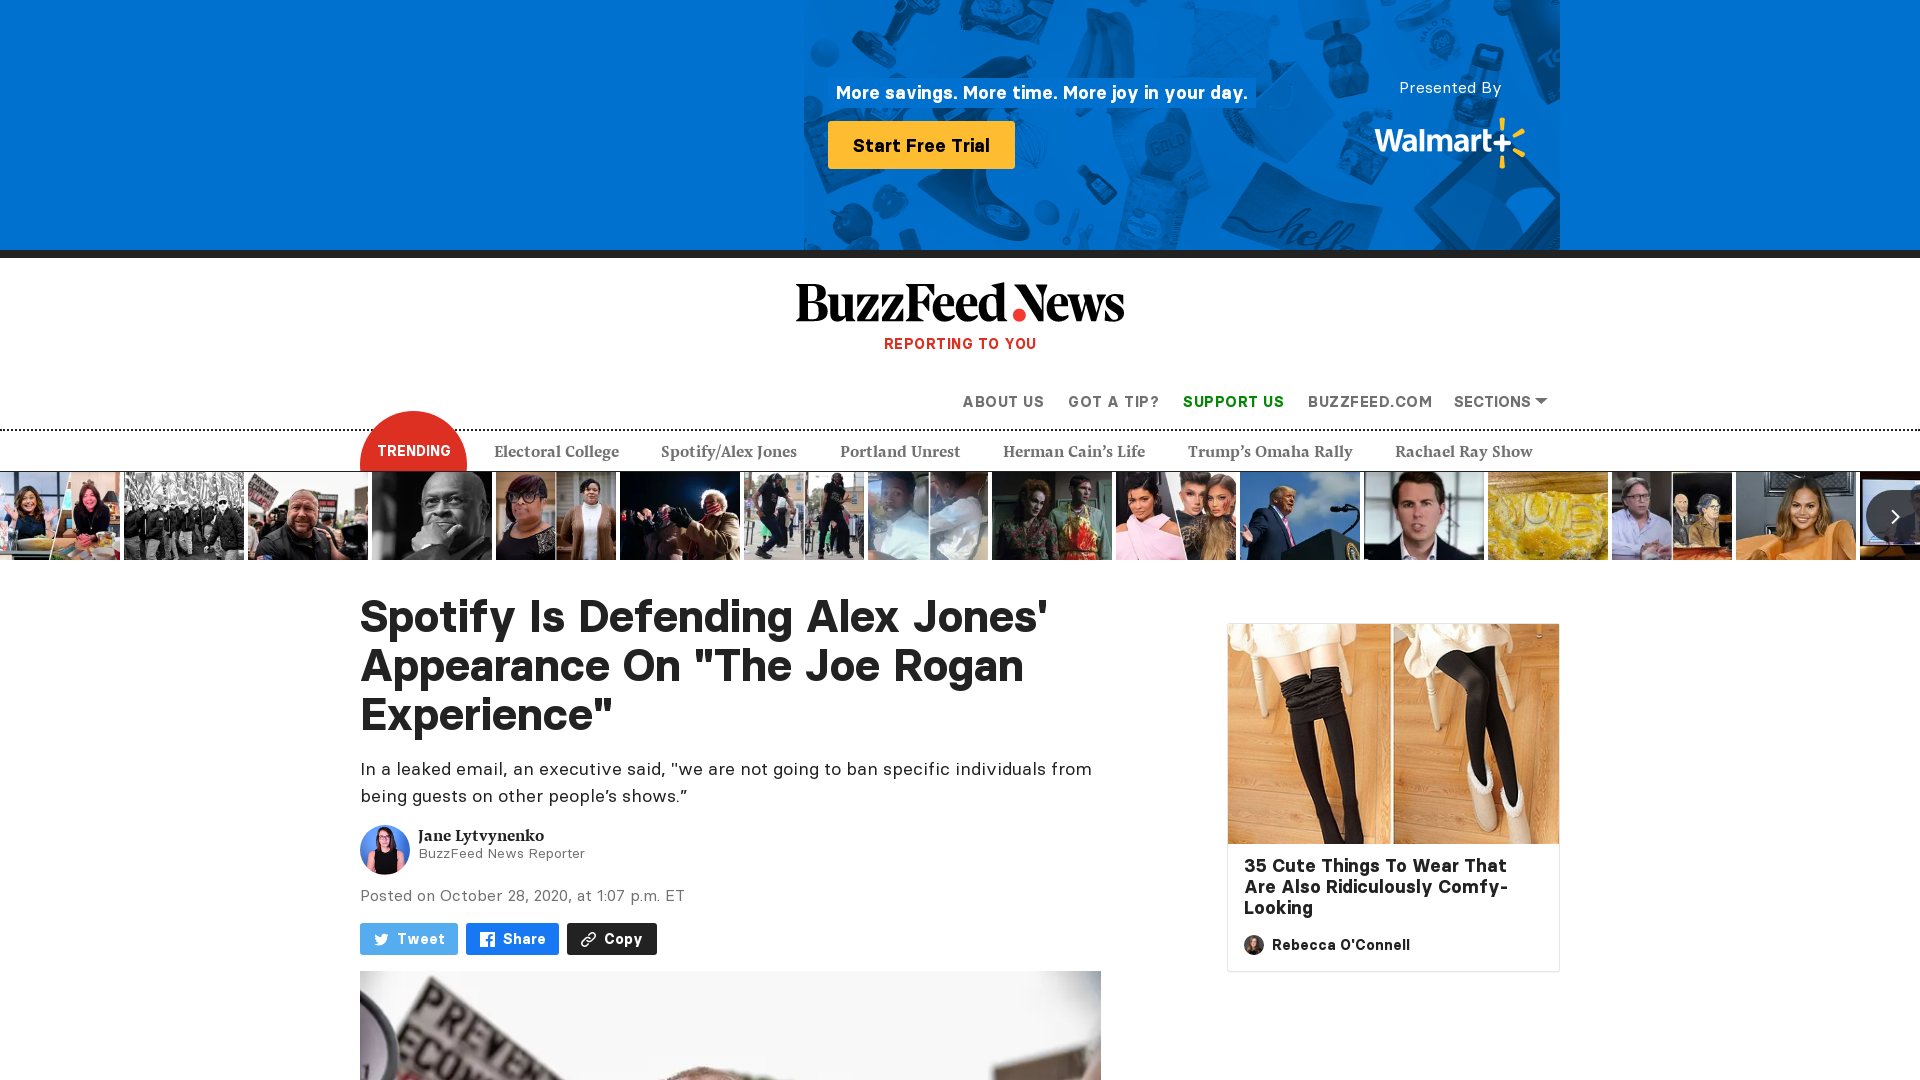 More savings. More time. More joy in your day.
Start Free Trial
Presented By
Walmart+
BuzzFeed News
REPORTING TO YOU
ABOUT US
GOT A TIP?
SUPPORT US
BUZZFEED.COM
SECTIONS
TRENDING
Electoral College
Spotify/Alex Jones
Portland Unrest
Herman Cain’s Life
Trump’s Omaha Rally
Rachael Ray Show
Spotify Is Defending Alex Jones'
Appearance On "The Joe Rogan
Experience"
In a leaked email, an executive said, "we are not going to ban specific individuals from
being guests on other people’s shows.”
Jane Lytvynenko
BuzzFeed News Reporter
Posted on October 28, 2020, at 1:07 p.m. ET
Tweet
Share
Copy
PREVEN
ECON
35 Cute Things To Wear That
Are Also Ridiculously Comfy-
Looking
Rebecca O'Connell